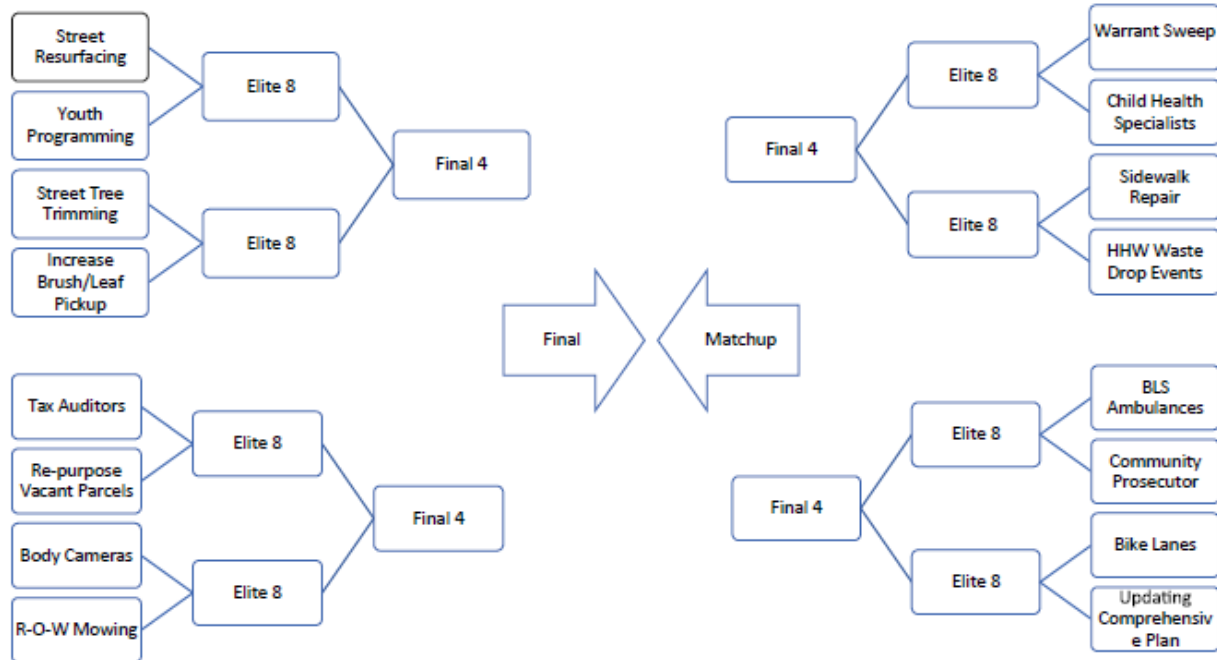 Street
Resurfacing
Youth
Programming
Elite 8
Street Tree
Trimming
Increase
Brush/Leaf
Pickup
Elite 8
Final 4
Tax Auditors
Re-purpose
Vacant Parcels
Elite 8
Body Cameras
R-O-W Mowing
Elite 8
Final 4
Final
Matchup
Final 4
Elite 8
Warrant Sweep
Child Health
Specialists
Elite 8
Sidewalk
Repair
HHW Waste
Drop Events
Final 4
Elite 8
BLS
Ambulances
Community
Prosecutor
Elite 8
Bike Lanes
Updating
Comprehensiv
e Plan